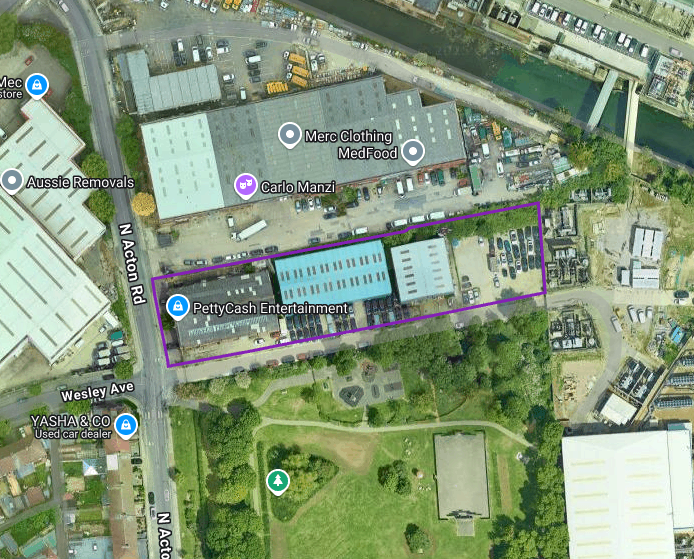 Mec
store
Merc Clothing
MedFood
Aussie Removals
Carlo Manzi
N Acton Rd
PettyCash Entertainment
Wesley Ave
YASHA & CO
Used car dealer
N Acto